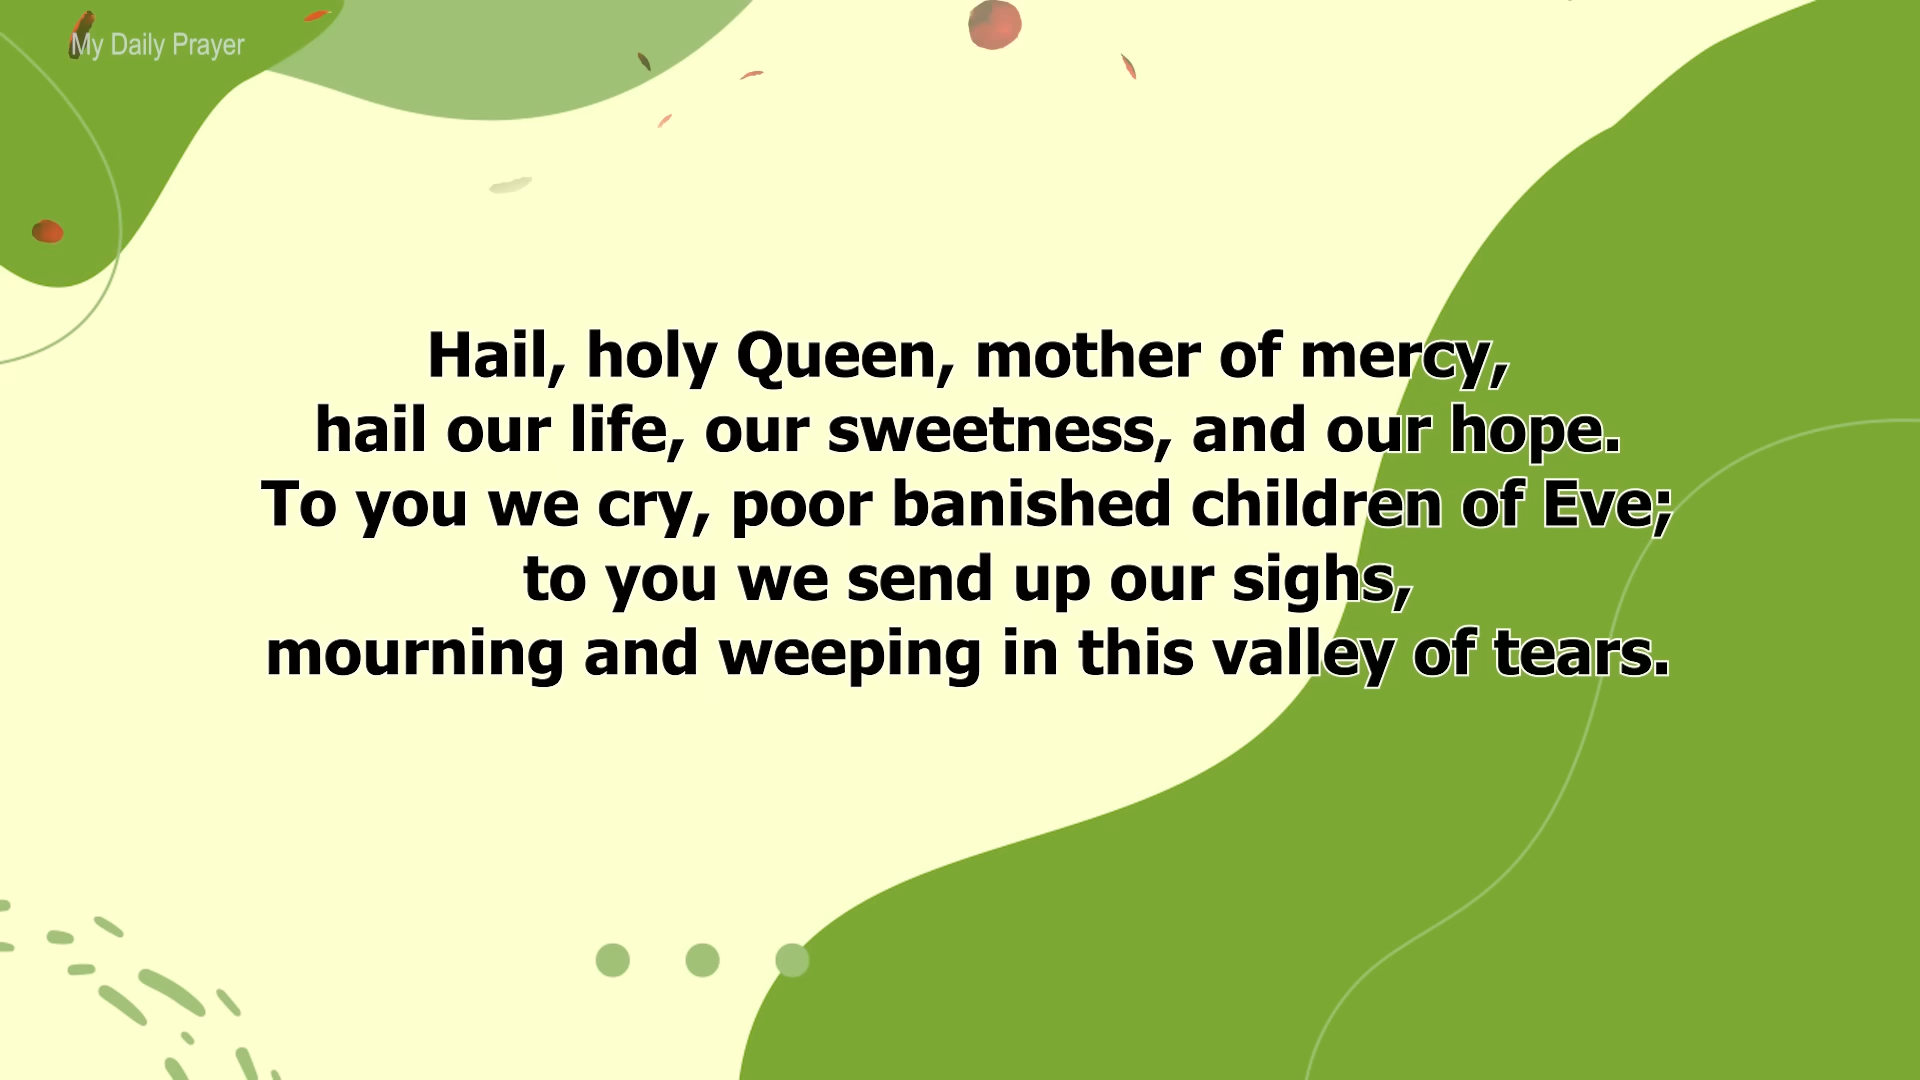 My Daily Prayer
Hail, holy Queen, mother of mercy,
hail our life, our sweetness, and our hope.
To you we cry, poor banished children of Eve;
to you we send up our sighs,
mourning and weeping in this valley of tears.